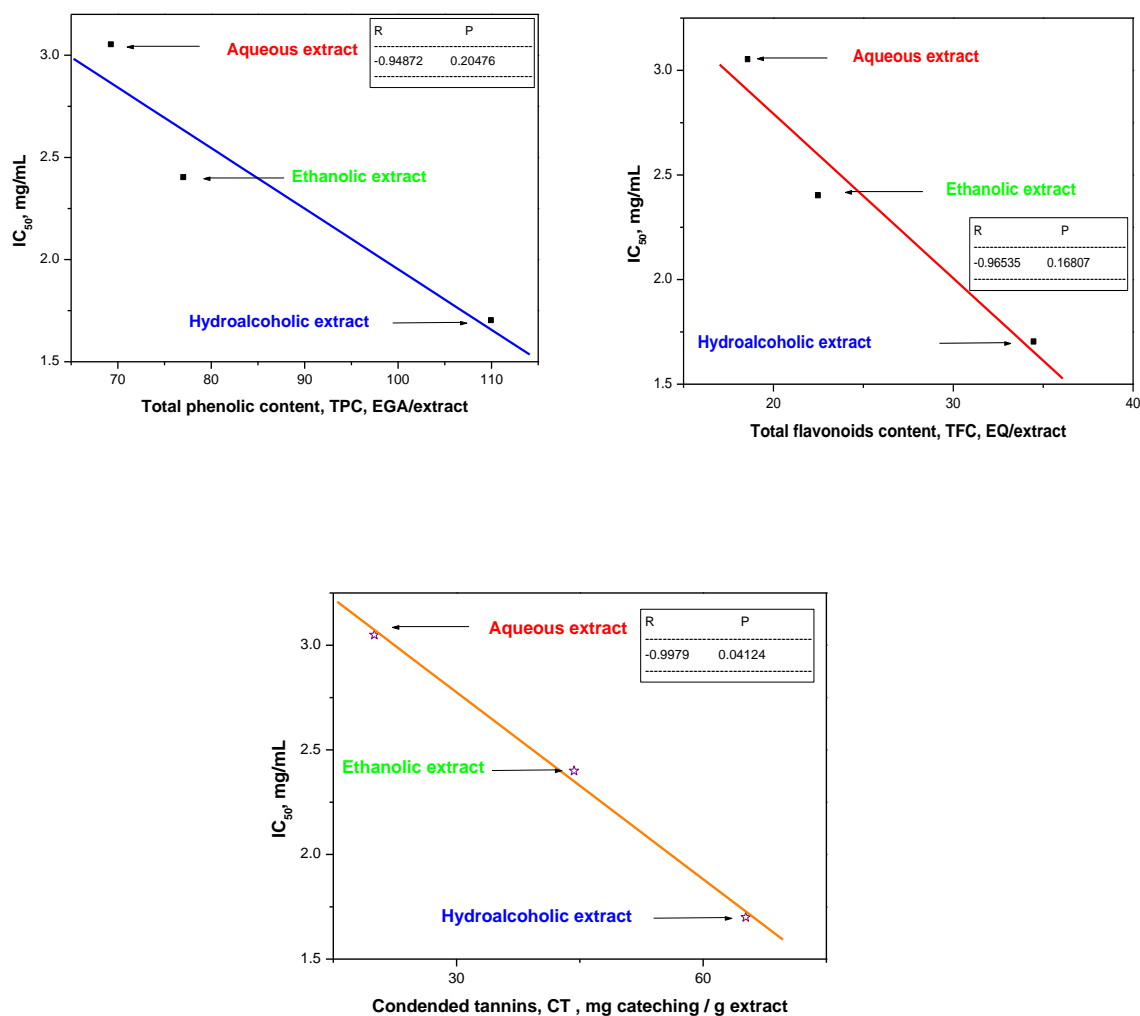 R P
-0.94872 0.20476
Aqueous extract
Ethanolic extract
Hydroalcoholic extract
3.0
2.5
2.0
1.5
IC50, mg/mL
70 80 90 100 110
Total phenolic content, TPC, EGA/extract
Aqueous extract
Ethanolic extract
R P
-0.96535 0.16807
Hydroalcoholic extract
3.0
2.5
2.0
1.5
IC50, mg/mL
20 30 40
Total flavonoids content, TFC, EQ/extract
R P
-0.9979 0.04124
Aqueous extract
Ethanolic extract
Hydroalcoholic extract
3.0
2.5
2.0
1.5
IC50, mg/mL
30 60
Condended tannins, CT , mg cateching / g extract